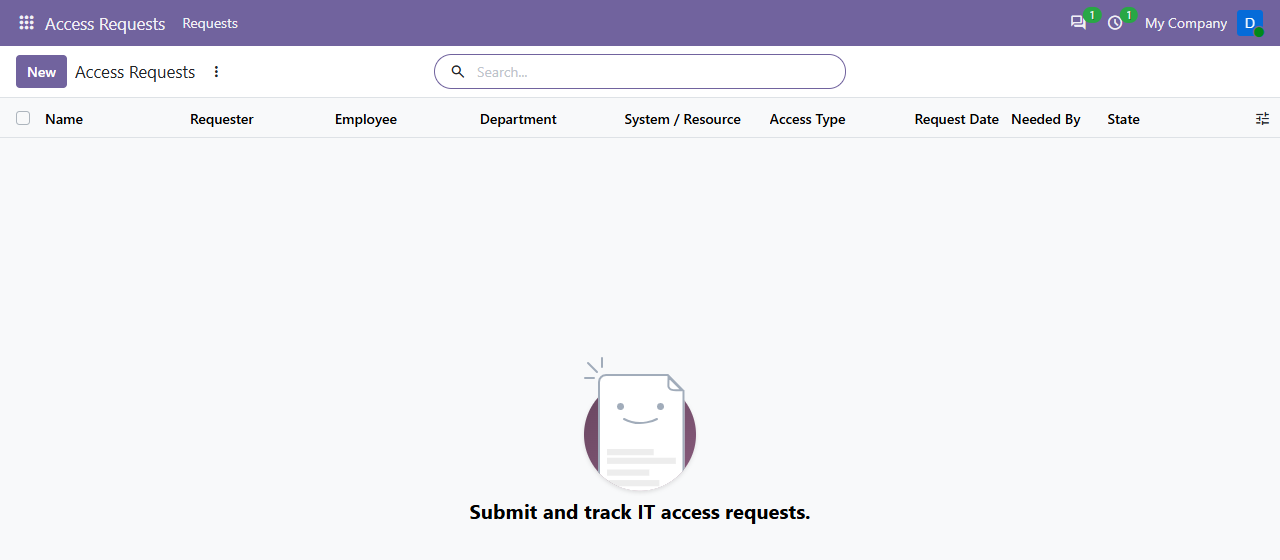 Access Requests Requests 1 1 My Company D
New Access Requests Search...
Name Requester Employee Department System / Resource Access Type Request Date Needed By State
Submit and track IT access requests.